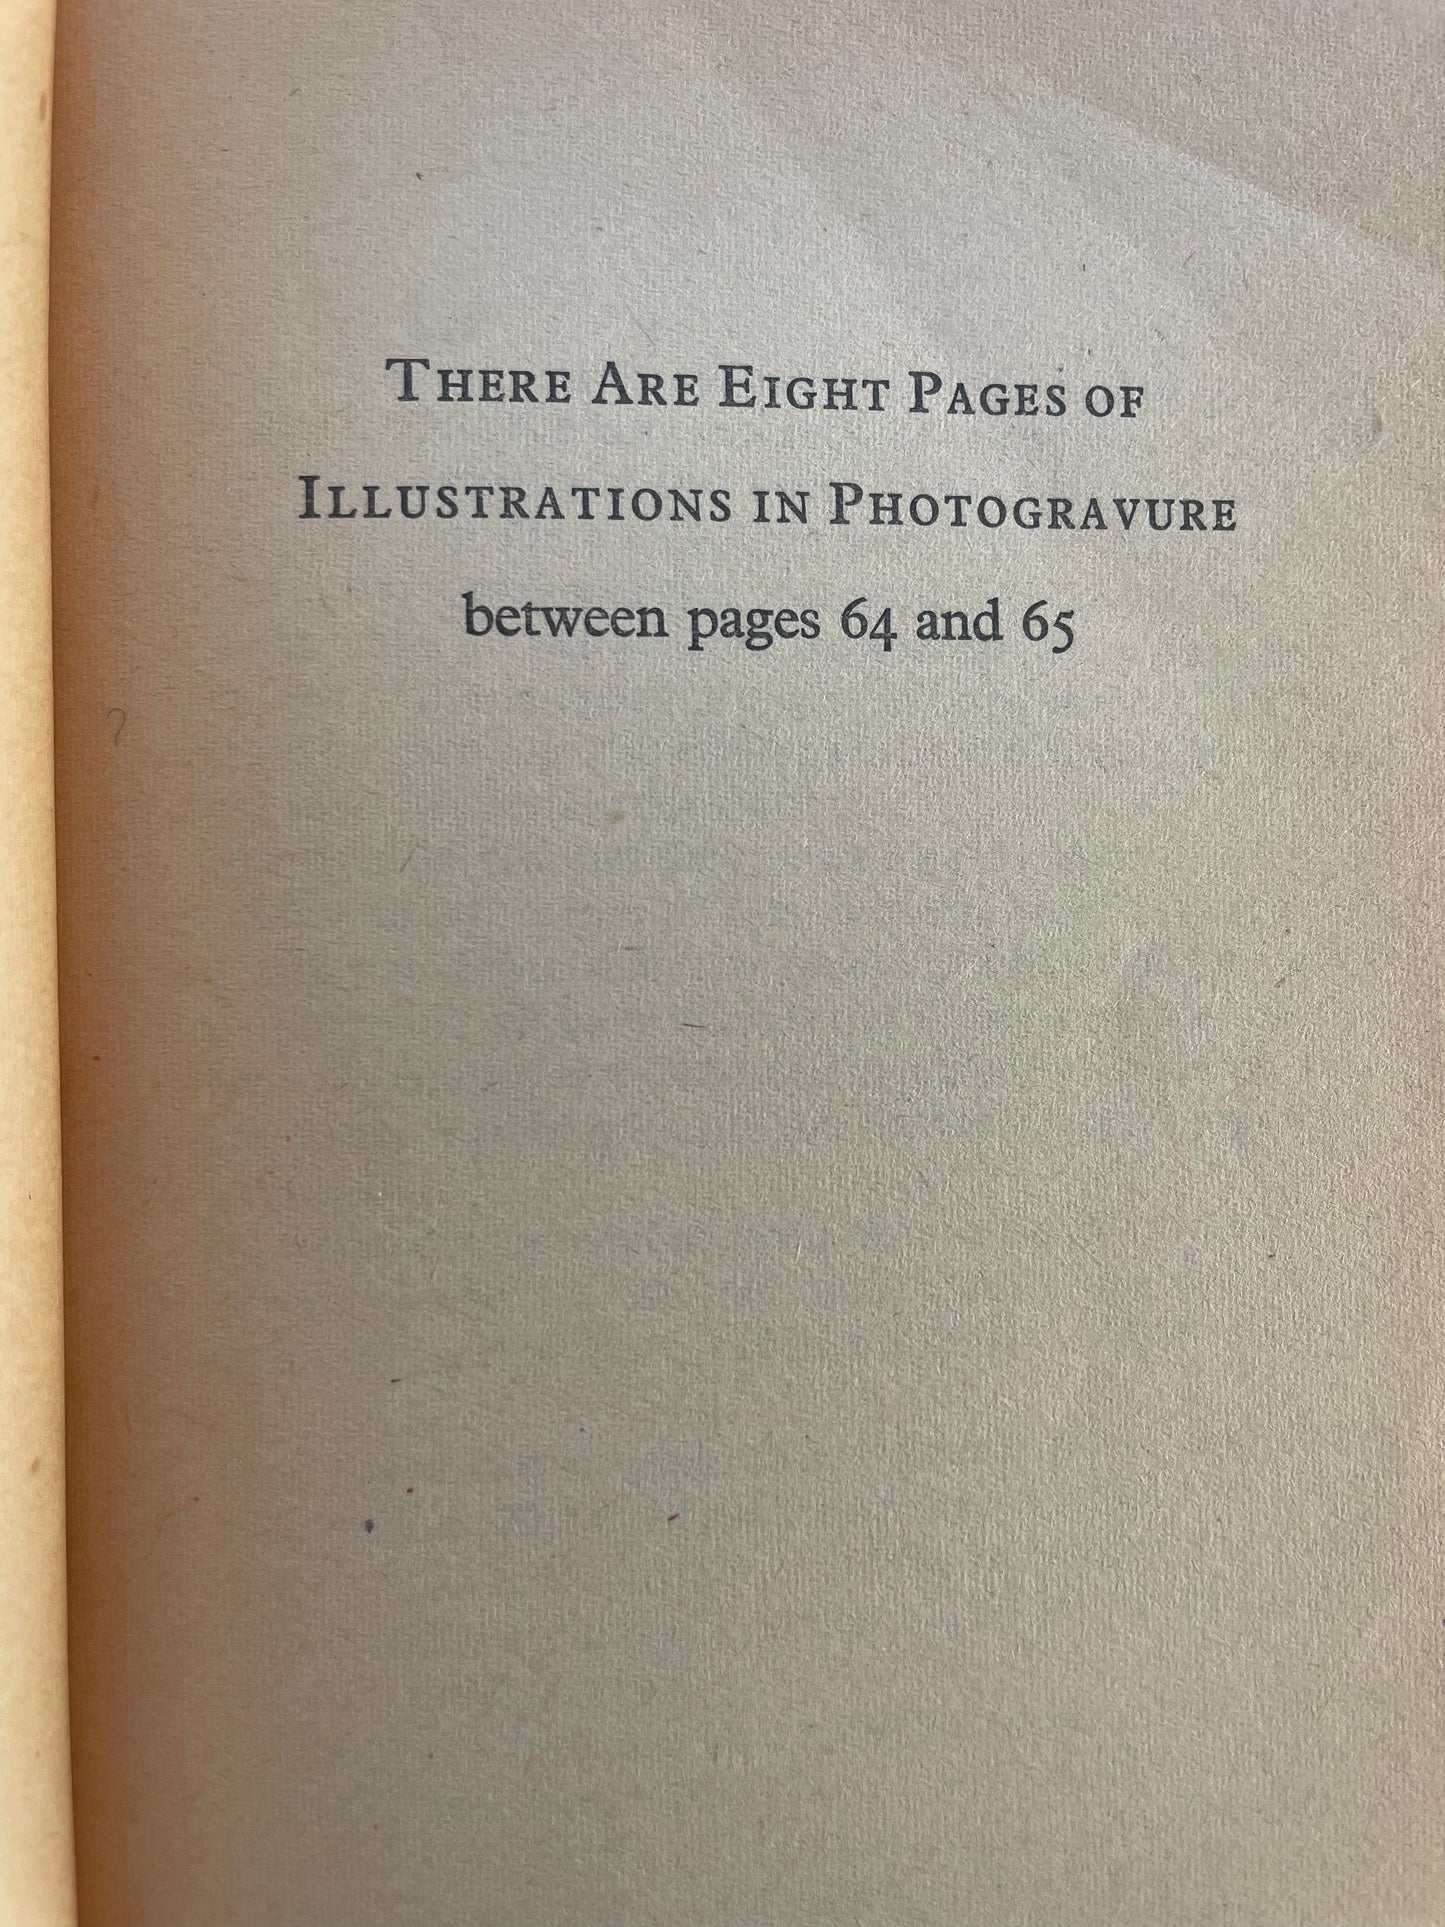 There Are Eight Pages of
Illustrations in Photogravure
between pages 64 and 65